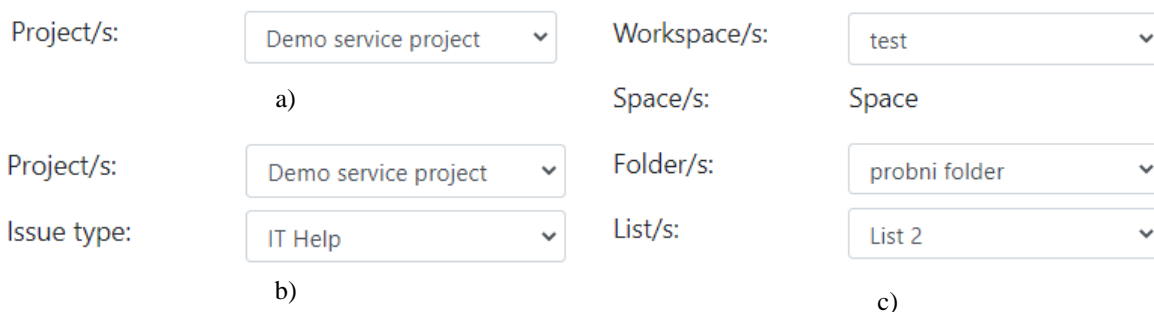 Project/s: Demo service project
a)
Project/s: Demo service project
Issue type: IT Help
b)
Workspace/s: test
Space/s: Space
Folder/s: probni folder
List/s: List 2
c)